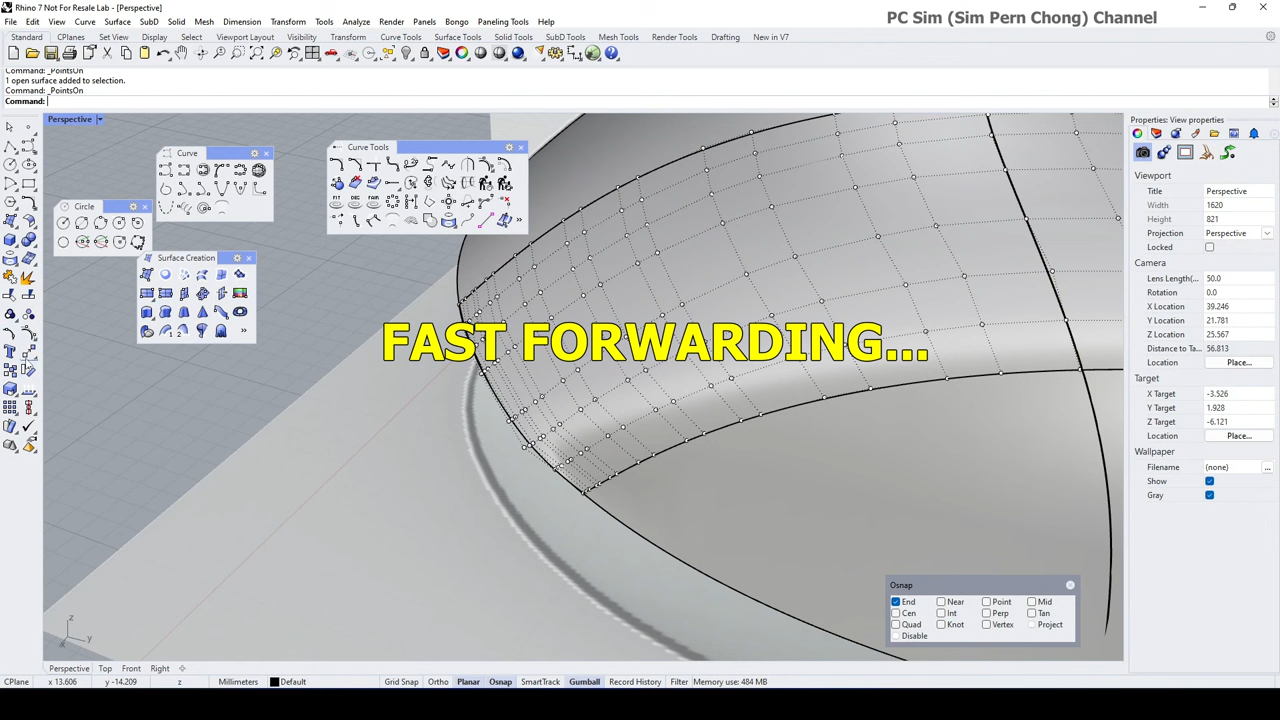 Rhino 7 Not For Resale Lab - [Perspective]
File Edit View Curve Surface SubD Solid Mesh Dimension Transform Tools Analyze Render Panels Bongo Paneling Tools Help
PC Sim (Sim Pern Chong) Channel
Standard CPlanes Set View Display Select Viewport Layout Visibility Transform Curve Tools Surface Tools Solid Tools SubD Tools Mesh Tools Render Tools Drafting New in V7
Command: _PointsOn
1 open surface added to selection.
Command: _PointsOn
Command:
Perspective
Curve
Curve Tools
Circle
Surface Creation
FAST FORWARDING...
Osnap
End Near Point Mid
Cen Int Perp Tan
Quad Knot Vertex Project
Disable
Properties: View properties
Viewport
Title Perspective
Width 1620
Height 821
Projection Perspective
Locked
Camera
Lens Length(... 50.0
Rotation 0.0
X Location 39.246
Y Location 21.781
Z Location 25.567
Distance to Ta... 56.813
Location Place...
Target
X Target -3.526
Y Target 1.928
Z Target -6.121
Location Place...
Wallpaper
Filename (none) ...
Show
Gray
z
y
x
Perspective Top Front Right
CPlane x 13.606 y -14.209 z Millimeters Default Grid Snap Ortho Planar Osnap SmartTrack Gumball Record History Filter Memory use: 484 MB